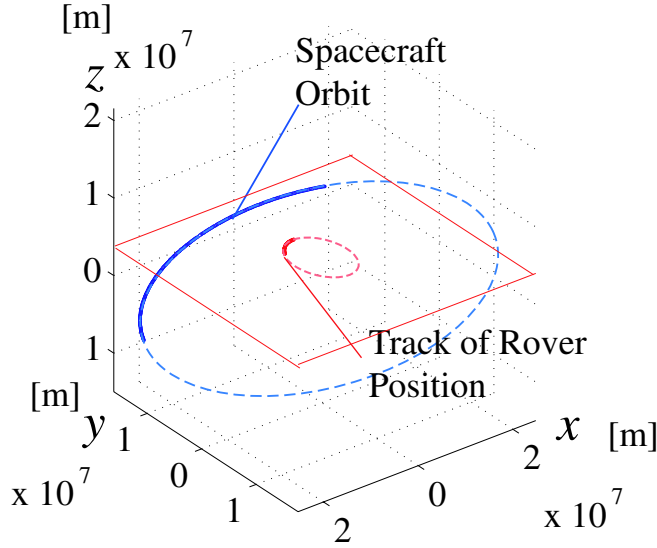 [m]
x 10^7
z
Spacecraft
Orbit
2
1
0
1
Track of Rover
Position
[m]
y
1
0
1
x 10^7
x
[m]
2
0
2
x 10^7